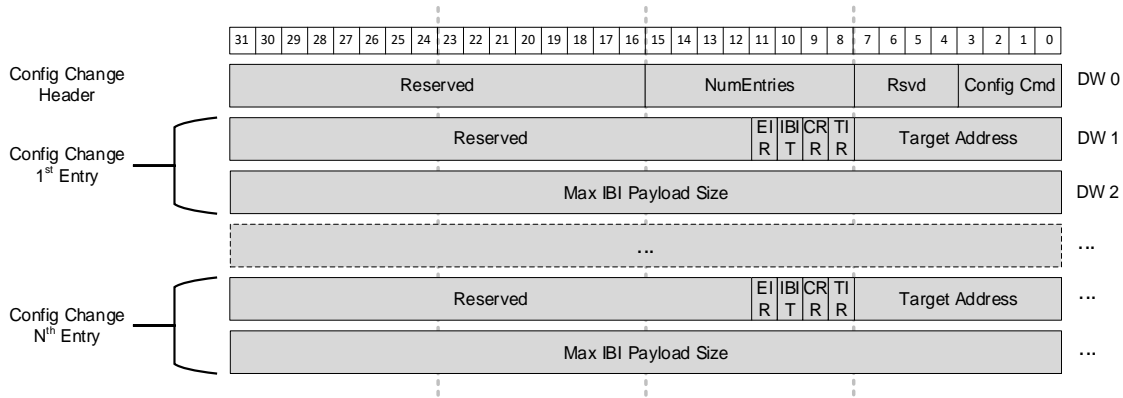 31 30 29 28 27 26 25 24 23 22 21 20 19 18 17 16 15 14 13 12 11 10 9 8 7 6 5 4 3 2 1 0
Config Change
Header
Reserved NumEntries Rsvd Config Cmd DW 0
Config Change
1st Entry
Reserved EI R IBI T CR R TI R Target Address DW 1
Max IBI Payload Size DW 2
... ...
Config Change
Nth Entry
Reserved EI R IBI T CR R TI R Target Address ...
Max IBI Payload Size ...